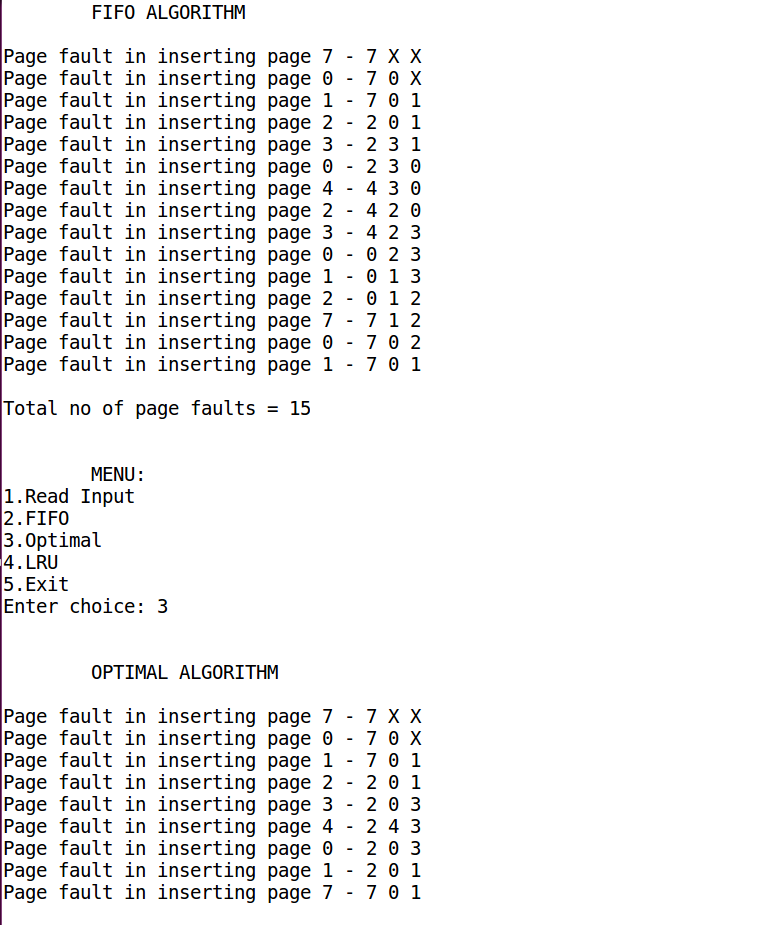 FIFO ALGORITHM
Page fault in inserting page 7 - 7 X X
Page fault in inserting page 0 - 7 0 X
Page fault in inserting page 1 - 7 0 1
Page fault in inserting page 2 - 2 0 1
Page fault in inserting page 3 - 2 3 1
Page fault in inserting page 0 - 2 3 0
Page fault in inserting page 4 - 4 3 0
Page fault in inserting page 2 - 4 2 0
Page fault in inserting page 3 - 4 2 3
Page fault in inserting page 0 - 0 2 3
Page fault in inserting page 1 - 0 1 3
Page fault in inserting page 2 - 0 1 2
Page fault in inserting page 7 - 7 1 2
Page fault in inserting page 0 - 7 0 2
Page fault in inserting page 1 - 7 0 1
Total no of page faults = 15
MENU:
1.Read Input
2.FIFO
3.Optimal
4.LRU
5.Exit
Enter choice: 3
OPTIMAL ALGORITHM
Page fault in inserting page 7 - 7 X X
Page fault in inserting page 0 - 7 0 X
Page fault in inserting page 1 - 7 0 1
Page fault in inserting page 2 - 2 0 1
Page fault in inserting page 3 - 2 0 3
Page fault in inserting page 4 - 2 4 3
Page fault in inserting page 0 - 2 0 3
Page fault in inserting page 1 - 2 0 1
Page fault in inserting page 7 - 7 0 1